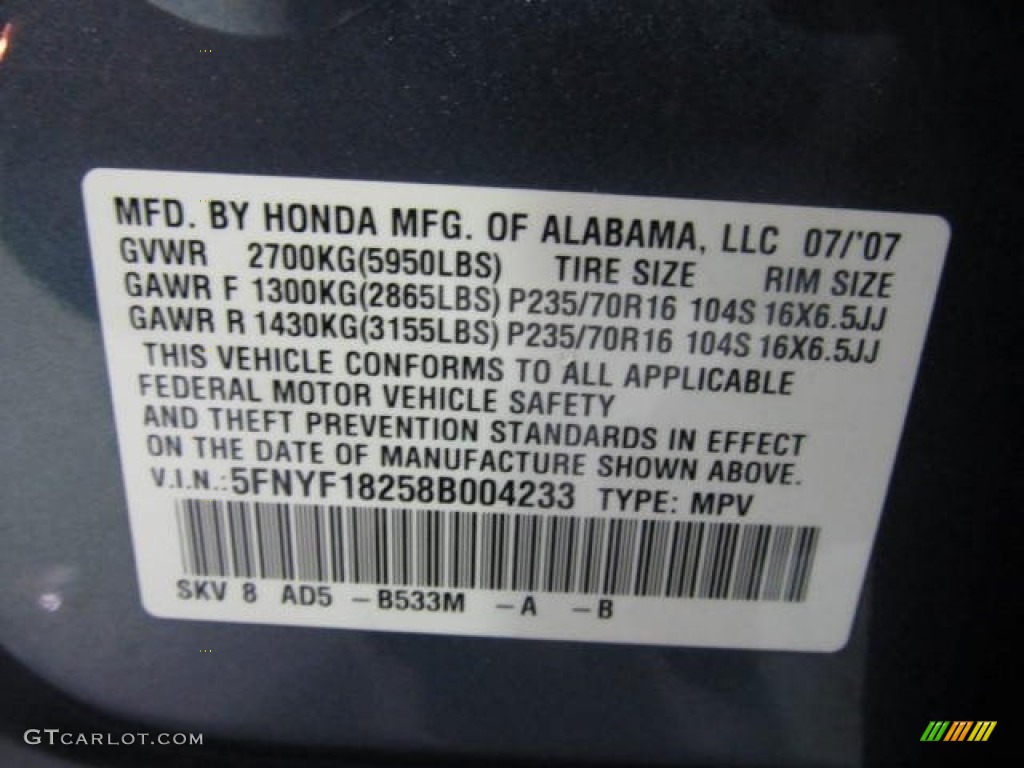 MFD. BY HONDA MFG. OF ALABAMA, LLC 07/'07
GVWR 2700KG(5950LBS) TIRE SIZE RIM SIZE
GAWR F 1300KG(2865LBS) P235/70R16 104S 16X6.5JJ
GAWR R 1430KG(3155LBS) P235/70R16 104S 16X6.5JJ
THIS VEHICLE CONFORMS TO ALL APPLICABLE
FEDERAL MOTOR VEHICLE SAFETY
AND THEFT PREVENTION STANDARDS IN EFFECT
ON THE DATE OF MANUFACTURE SHOWN ABOVE.
V.I.N.:5FNYF18258B004233 TYPE: MPV
SKV 8 AD5 -B533M -A -B
GTCARLOT.COM